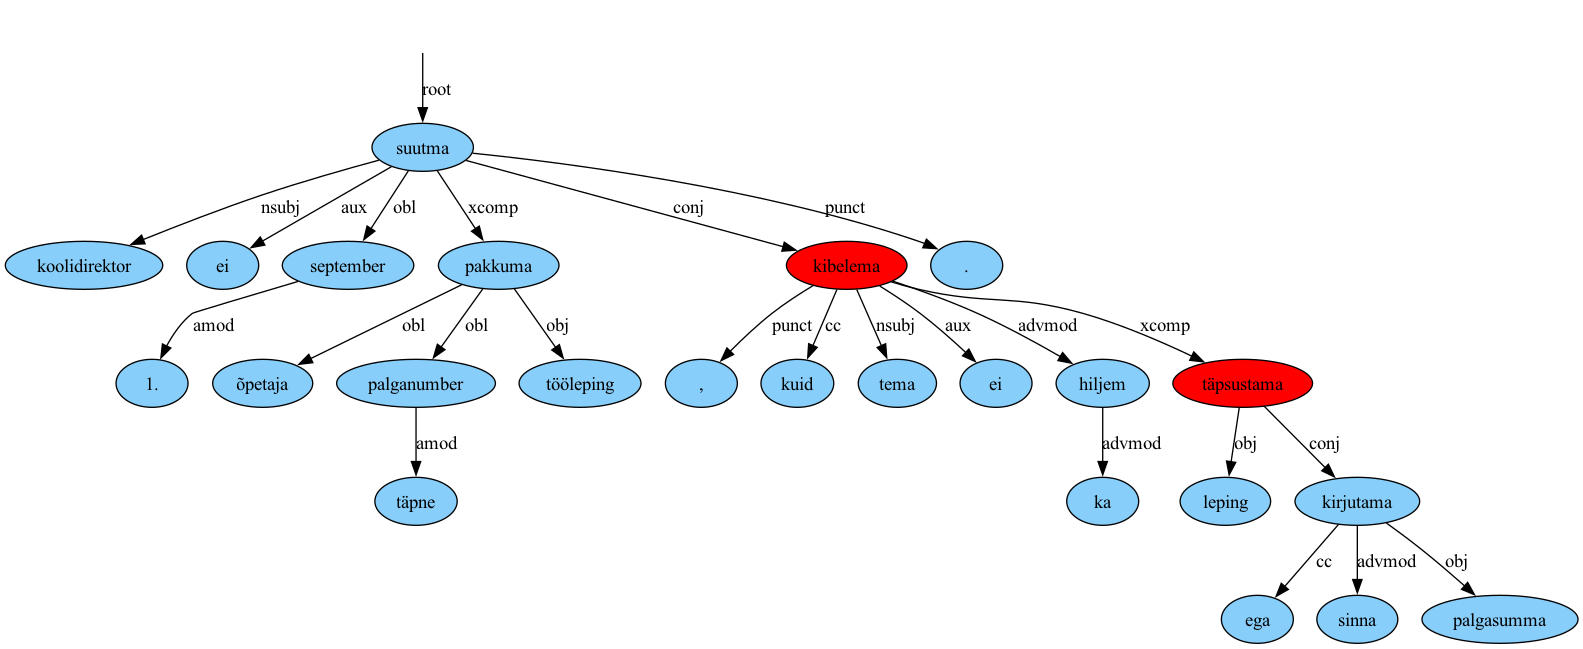 root
suutma
nsubj aux obl xcomp conj punct
koolidirektor ei september pakkuma kibelema .
amod obl obl obj punct cc nsubj aux advmod xcomp
1. õpetaja palganumber tööleping , kuid tema ei hiljem täpsustama
amod advmod obj conj
täpne ka leping kirjutama
cc advmod obj
ega sinna palgasumma